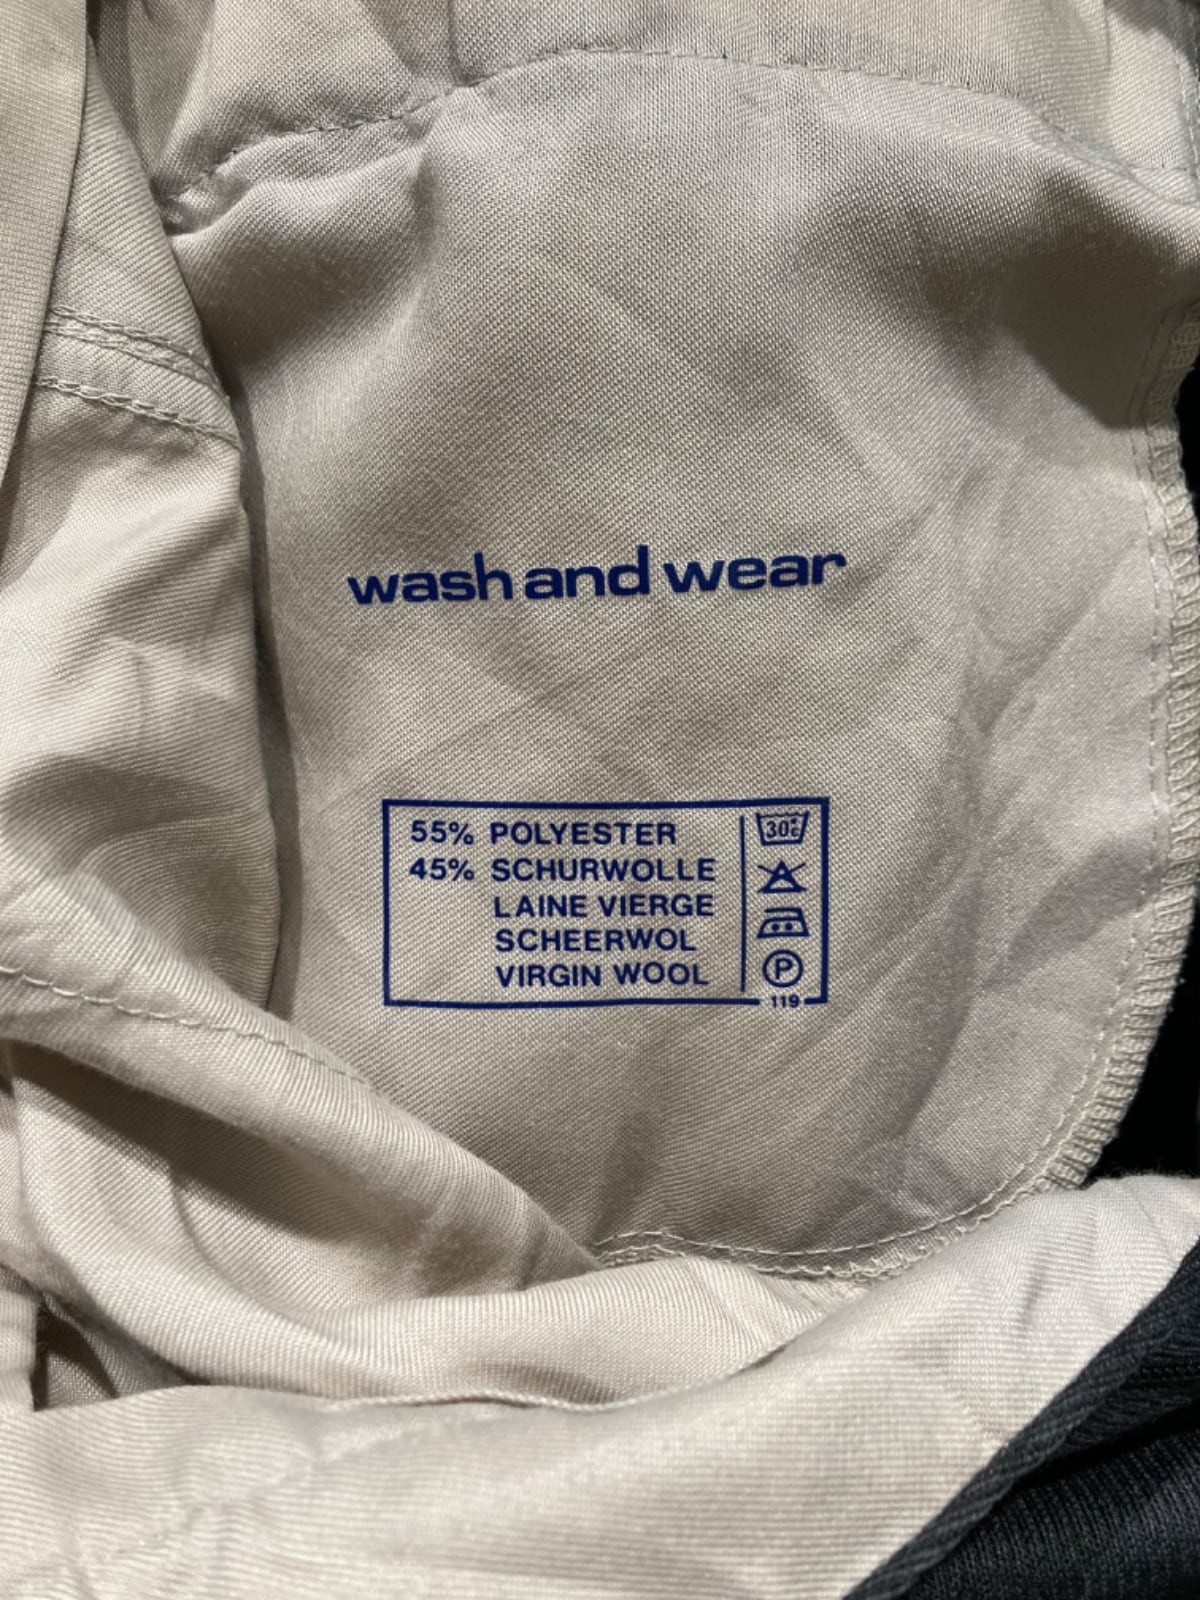 wash and wear
55% POLYESTER
45% SCHURWOLLE
LAINE VIERGE
SCHEERWOL
VIRGIN WOOL
30°C
P
119